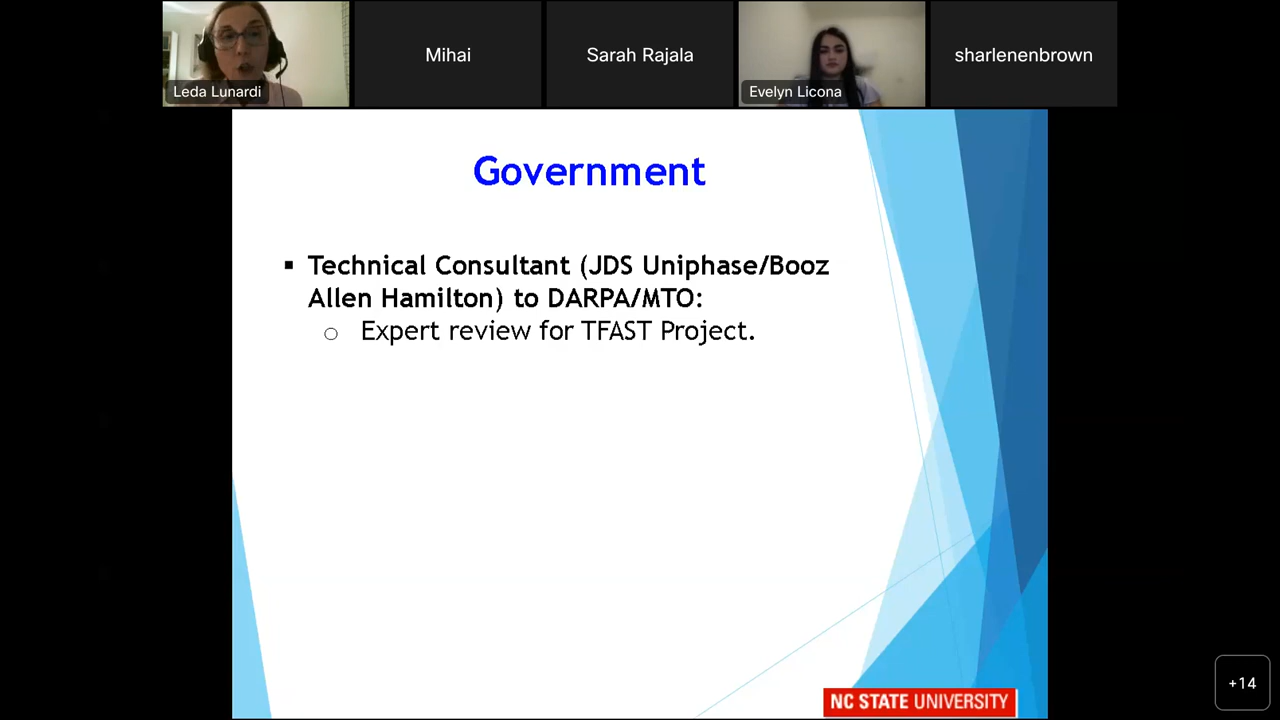 Leda Lunardi
Mihai
Sarah Rajala
Evelyn Licona
sharlenenbrown
Government
▪ Technical Consultant (JDS Uniphase/Booz
Allen Hamilton) to DARPA/MTO:
o Expert review for TFAST Project.
NC STATE UNIVERSITY
+14